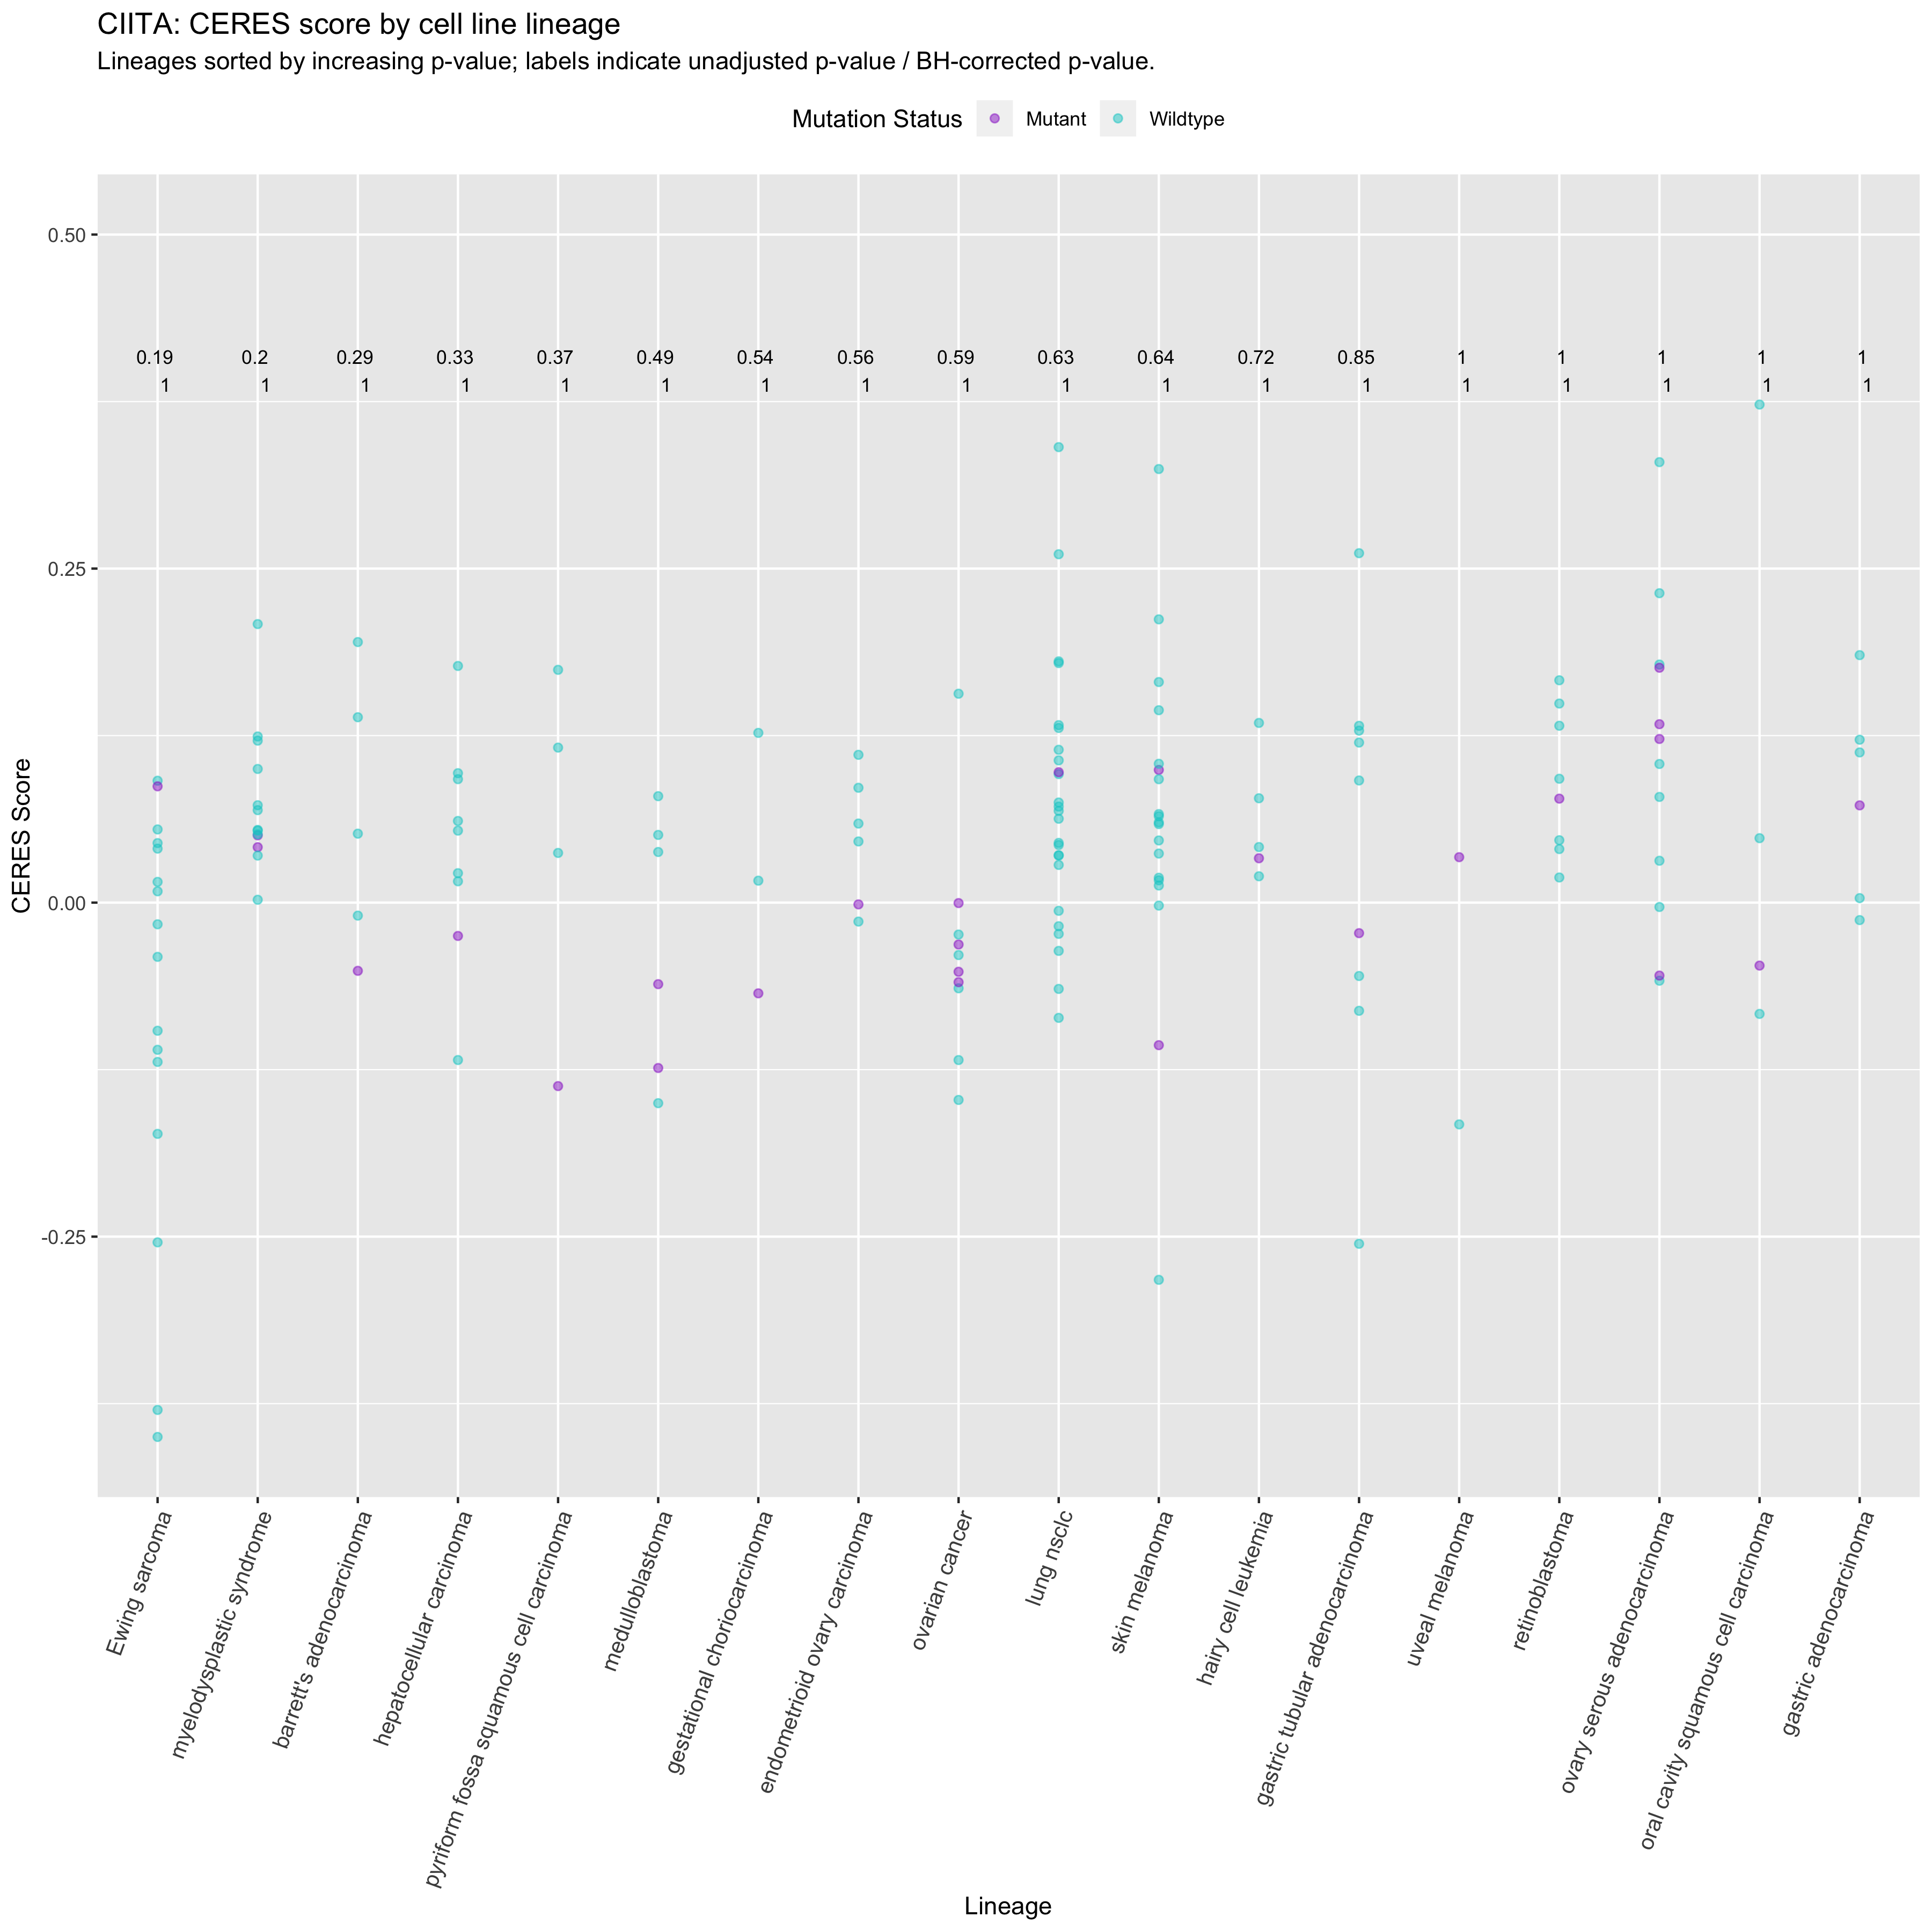 CIITA: CERES score by cell line lineage
Lineages sorted by increasing p-value; labels indicate unadjusted p-value / BH-corrected p-value.
Mutation Status Mutant Wildtype
0.50
0.19 0.2 0.29 0.33 0.37 0.49 0.54 0.56 0.59 0.63 0.64 0.72 0.85 1 1 1 1 1
1 1 1 1 1 1 1 1 1 1 1 1 1 1 1 1 1 1
0.25
0.00
-0.25
CERES Score
Ewing sarcoma
myelodysplastic syndrome
barrett's adenocarcinoma
hepatocellular carcinoma
pyriform fossa squamous cell carcinoma
medulloblastoma
gestational choriocarcinoma
endometrioid ovary carcinoma
ovarian cancer
lung nsclc
skin melanoma
hairy cell leukemia
gastric tubular adenocarcinoma
uveal melanoma
retinoblastoma
ovary serous adenocarcinoma
oral cavity squamous cell carcinoma
gastric adenocarcinoma
Lineage